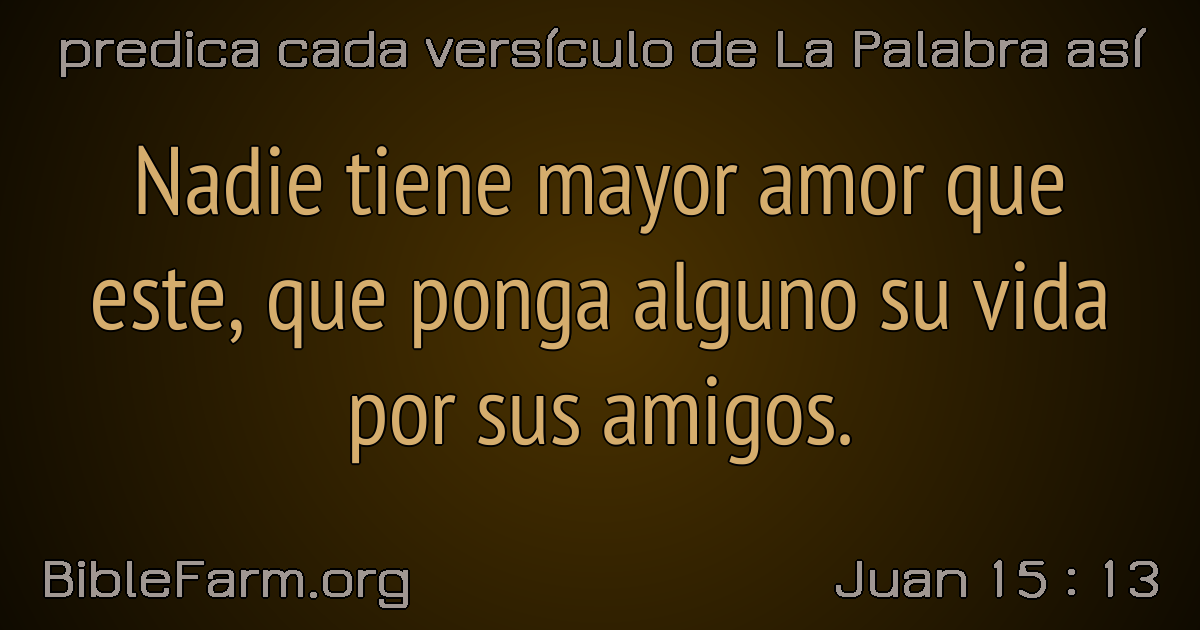 predica cada versículo de La Palabra así
Nadie tiene mayor amor que
este, que ponga alguno su vida
por sus amigos.
BibleFarm.org
Juan 15 : 13